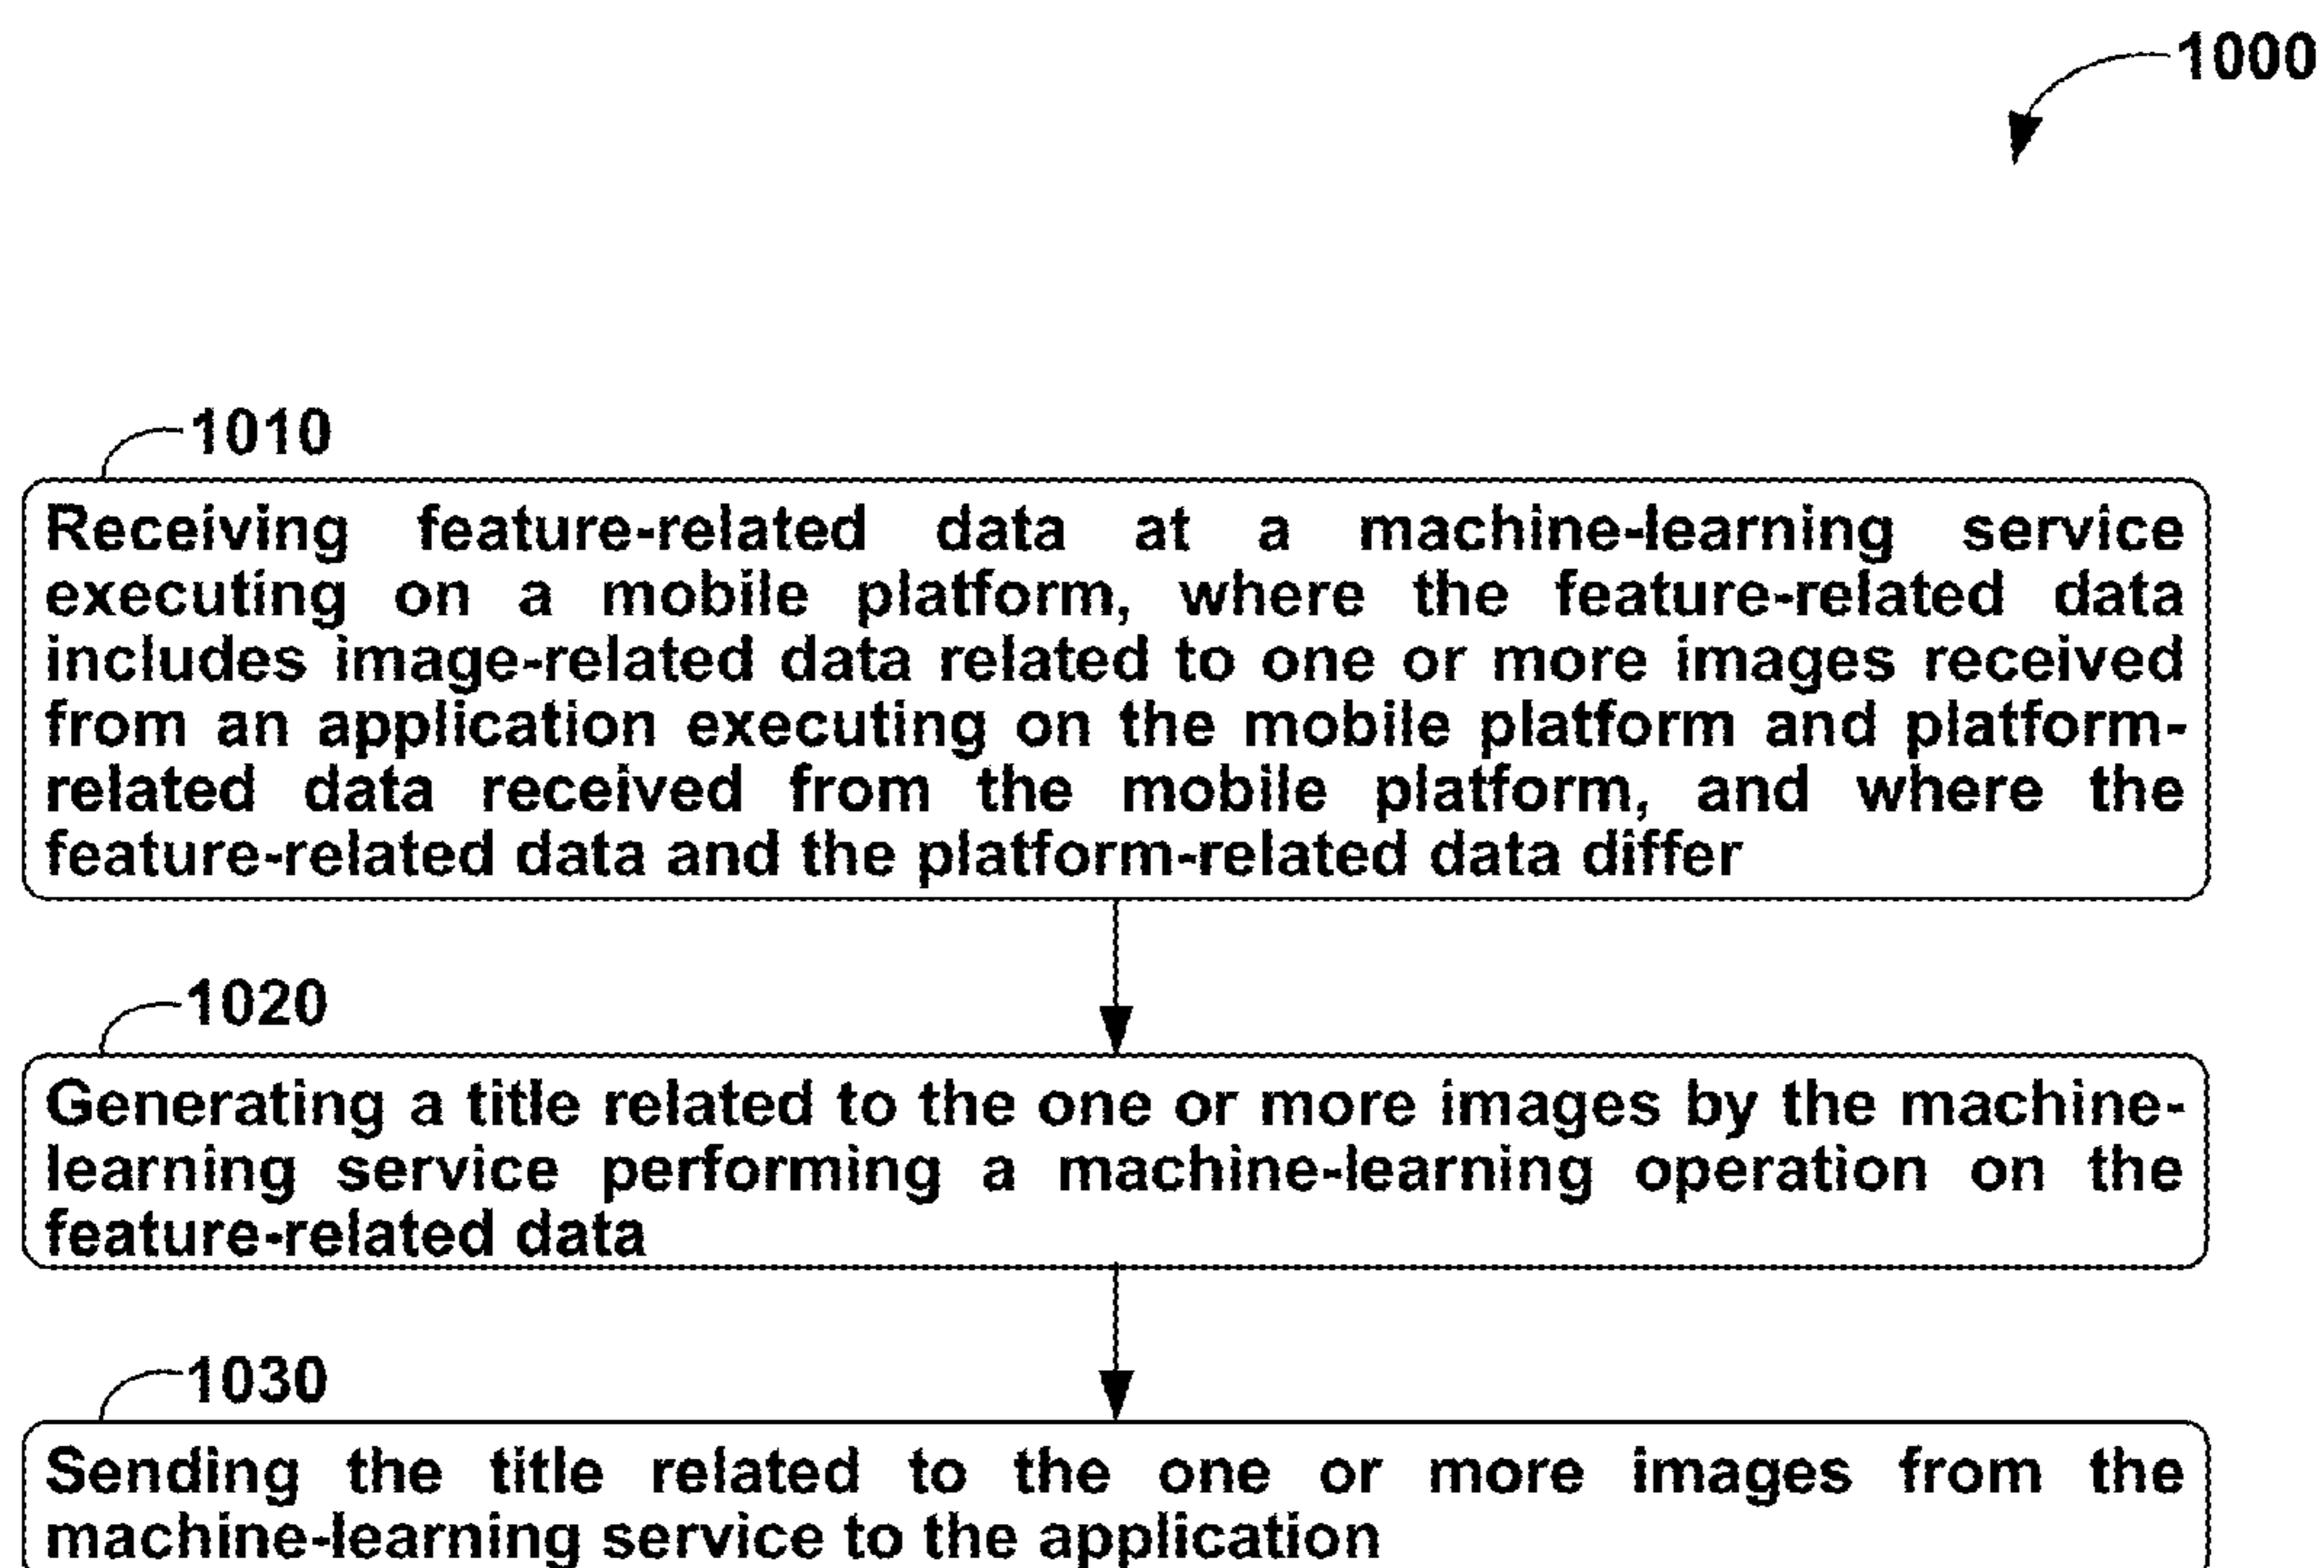 1000
1010
Receiving feature-related data at a machine-learning service
executing on a mobile platform, where the feature-related data
includes image-related data related to one or more images received
from an application executing on the mobile platform and platform-
related data received from the mobile platform, and where the
feature-related data and the platform-related data differ
1020
Generating a title related to the one or more images by the machine-
learning service performing a machine-learning operation on the
feature-related data
1030
Sending the title related to the one or more images from the
machine-learning service to the application